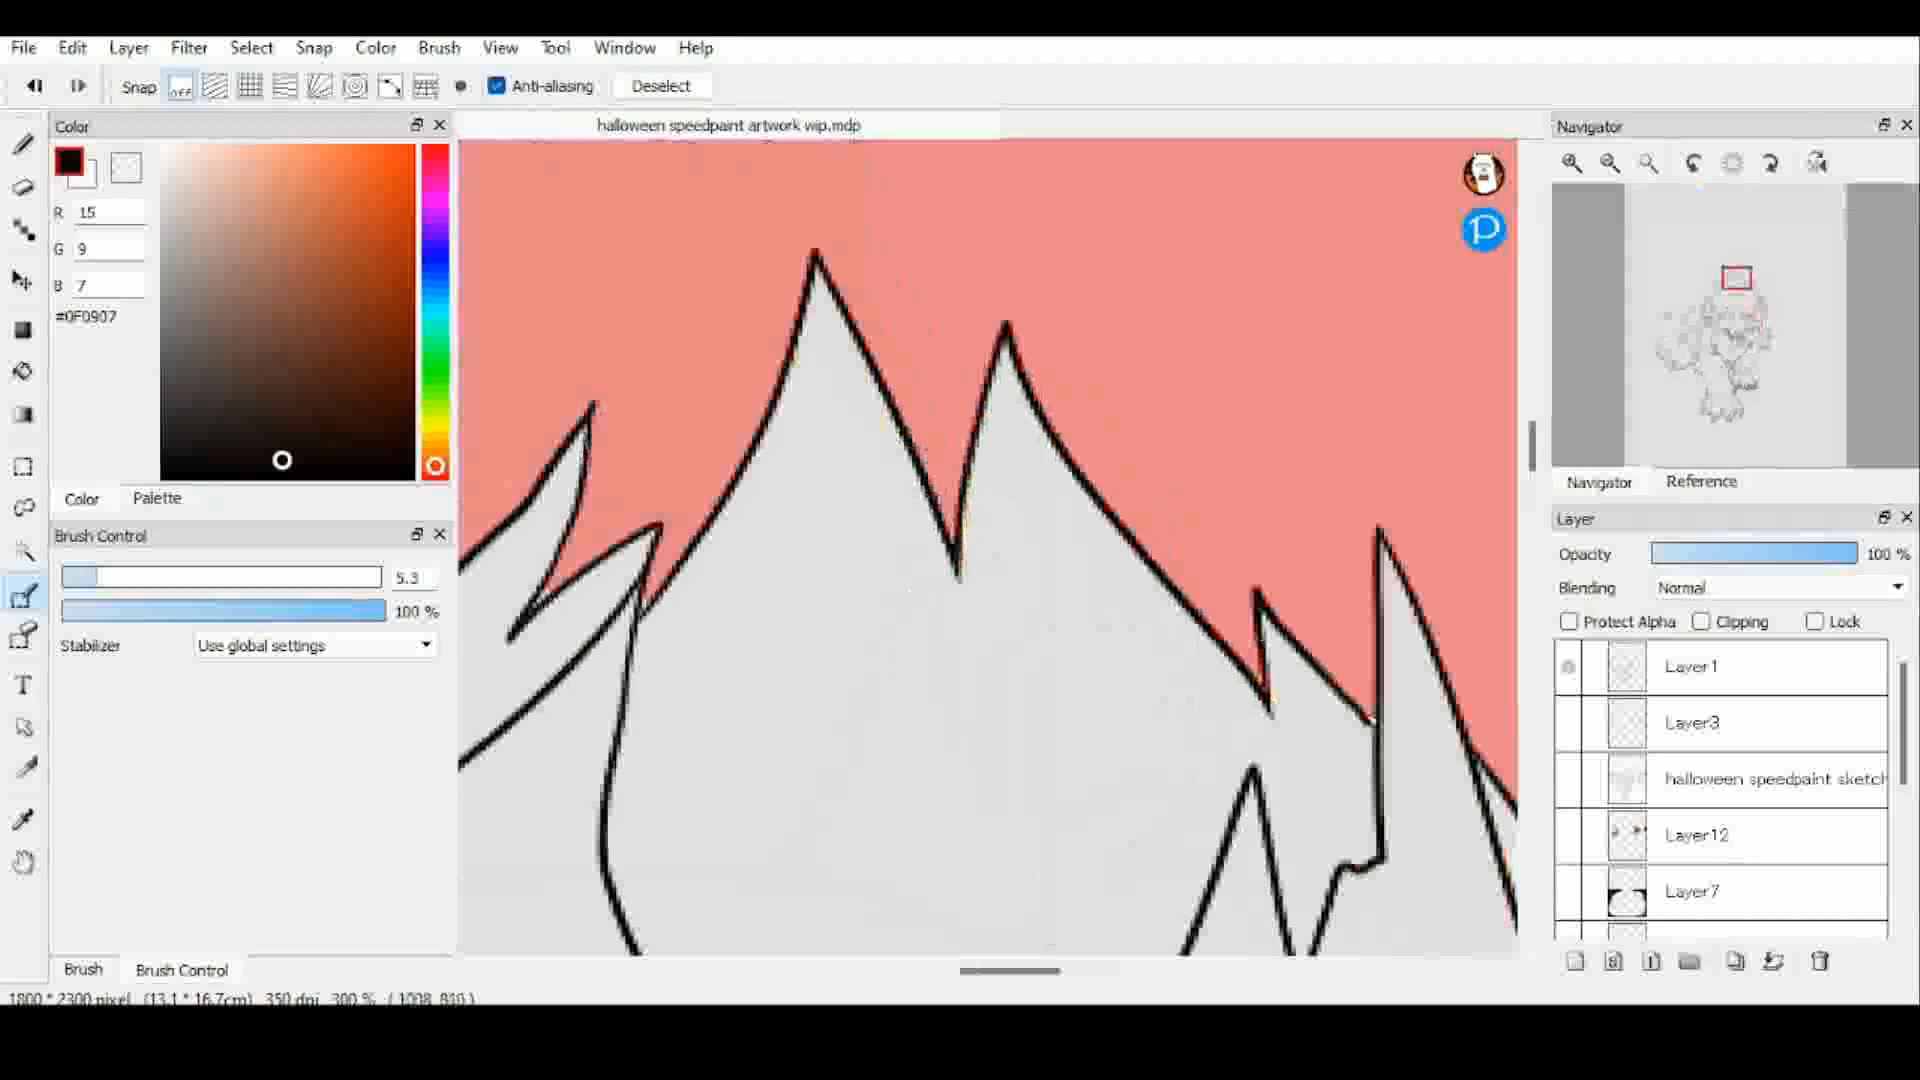 File Edit Layer Filter Select Snap Color Brush View Tool Window Help
Snap OFF Anti-aliasing Deselect
Color
halloween speedpaint artwork wip.mdp
Navigator
R 15
G 9
B 7
#0F0907
Color Palette
Navigator Reference
Brush Control
Layer
5.3
Opacity 100 %
100 %
Blending Normal
Protect Alpha Clipping Lock
Stabilizer Use global settings
Layer1
Layer3
halloween speedpaint sketch
Layer12
Layer7
Brush Brush Control
1800 * 2300 pixel (13.1 * 16.7cm) 350 dpi 300 %